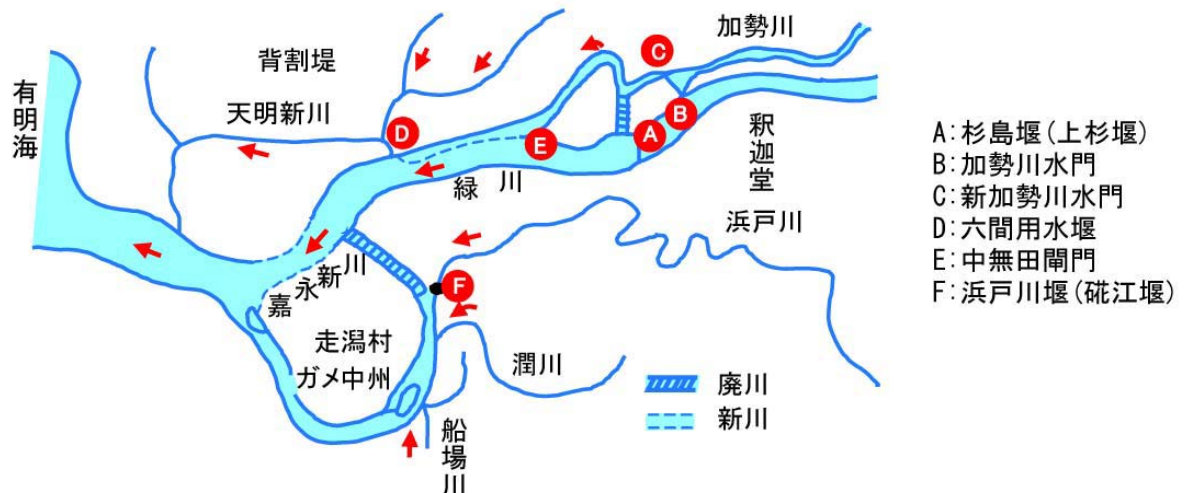 加勢川
C
背割堤
有明海
天明新川
D
B
A
E
釈迦堂
緑川
浜戸川
嘉永新川
F
走潟村
ガメ中州
潤川
船場川
廃川
新川
A:杉島堰(上杉堰)
B:加勢川水門
C:新加勢川水門
D:六間用水堰
E:中無田閘門
F:浜戸川堰(硴江堰)